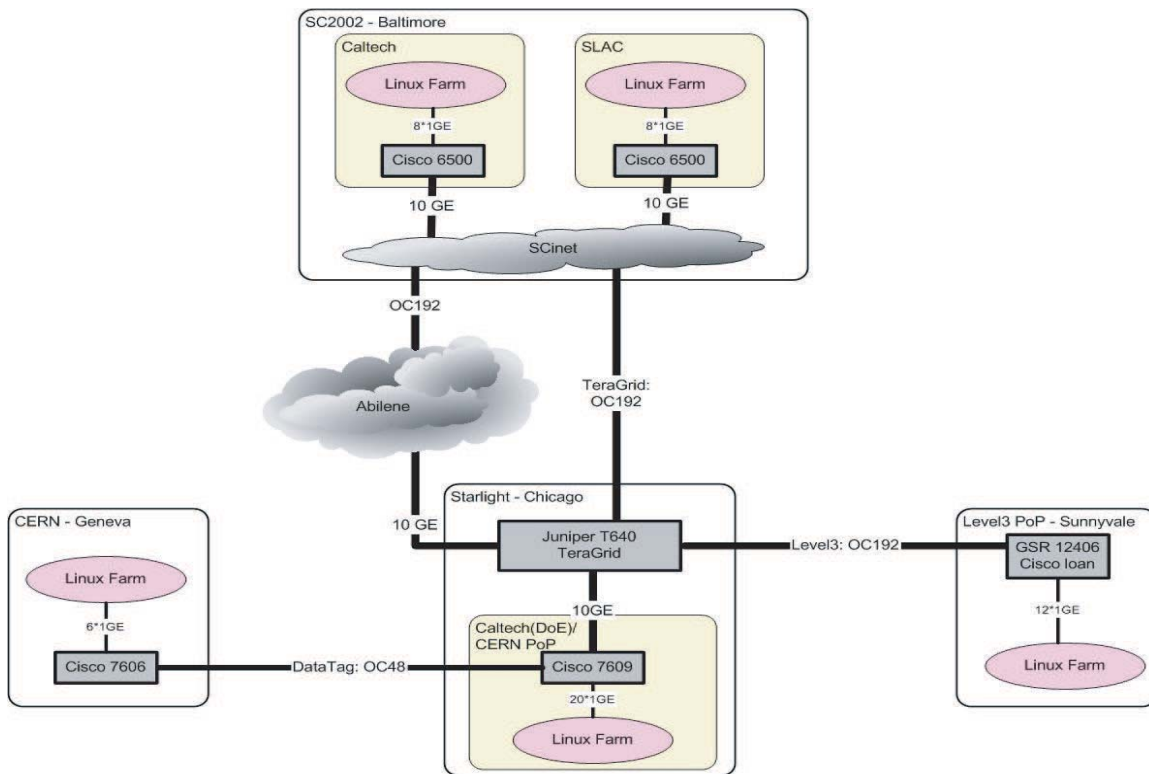 SC2002 - Baltimore
Caltech
SLAC
Linux Farm
Linux Farm
8*1GE
8*1GE
Cisco 6500
Cisco 6500
10 GE
10 GE
SCinet
OC192
TeraGrid:
OC192
Abilene
Starlight - Chicago
CERN - Geneva
10 GE
Juniper T640
TeraGrid
Level3: OC192
Level3 PoP - Sunnyvale
GSR 12406
Cisco loan
Linux Farm
6*1GE
10GE
12*1GE
Caltech(DoE)/
CERN PoP
Cisco 7606
DataTag: OC48
Cisco 7609
Linux Farm
20*1GE
Linux Farm